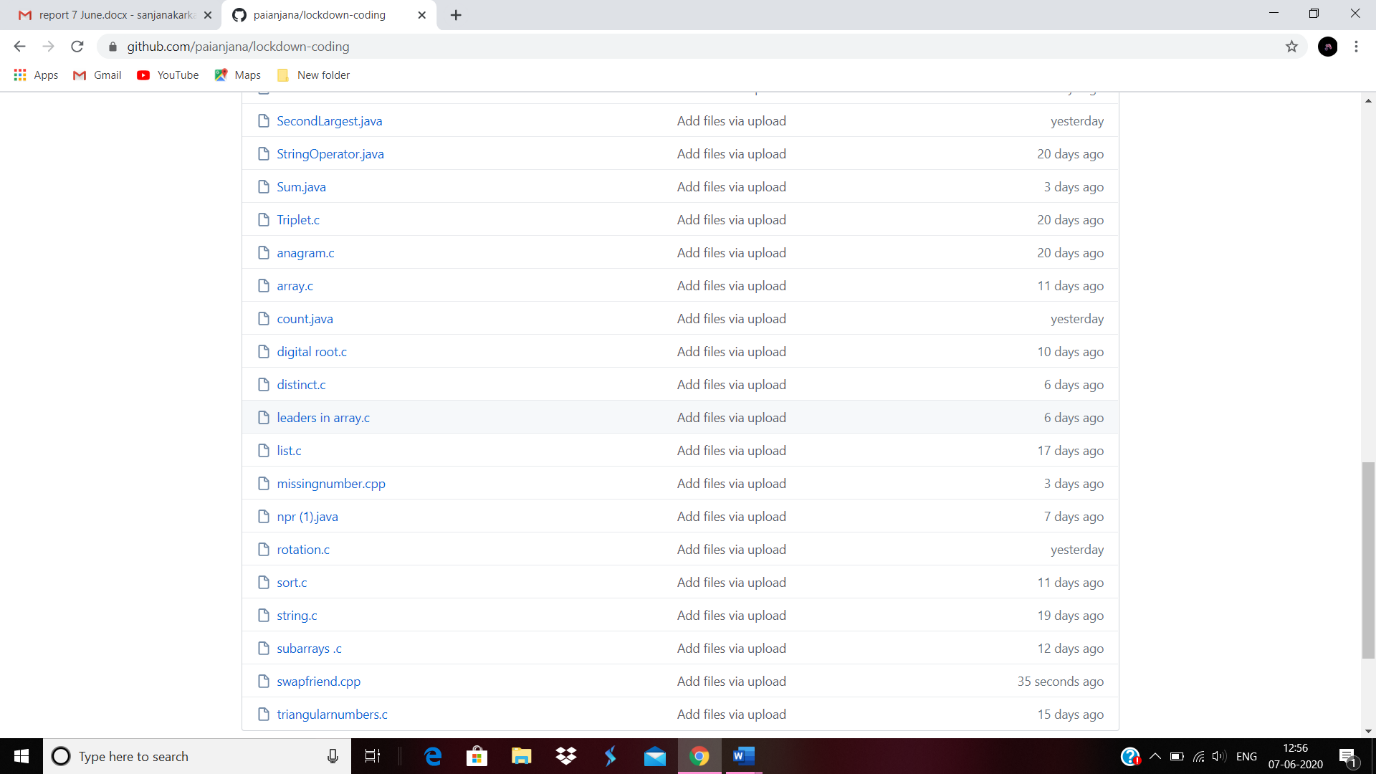 report 7 June.docx - sanjanakark
paianjana/lockdown-coding
github.com/paianjana/lockdown-coding
Apps Gmail YouTube Maps New folder
SecondLargest.java Add files via upload yesterday
StringOperator.java Add files via upload 20 days ago
Sum.java Add files via upload 3 days ago
Triplet.c Add files via upload 20 days ago
anagram.c Add files via upload 20 days ago
array.c Add files via upload 11 days ago
count.java Add files via upload yesterday
digital root.c Add files via upload 10 days ago
distinct.c Add files via upload 6 days ago
leaders in array.c Add files via upload 6 days ago
list.c Add files via upload 17 days ago
missingnumber.cpp Add files via upload 3 days ago
npr (1).java Add files via upload 7 days ago
rotation.c Add files via upload yesterday
sort.c Add files via upload 11 days ago
string.c Add files via upload 19 days ago
subarrays .c Add files via upload 12 days ago
swapfriend.cpp Add files via upload 35 seconds ago
triangularnumbers.c Add files via upload 15 days ago
Type here to search
ENG
12:56
07-06-2020
1